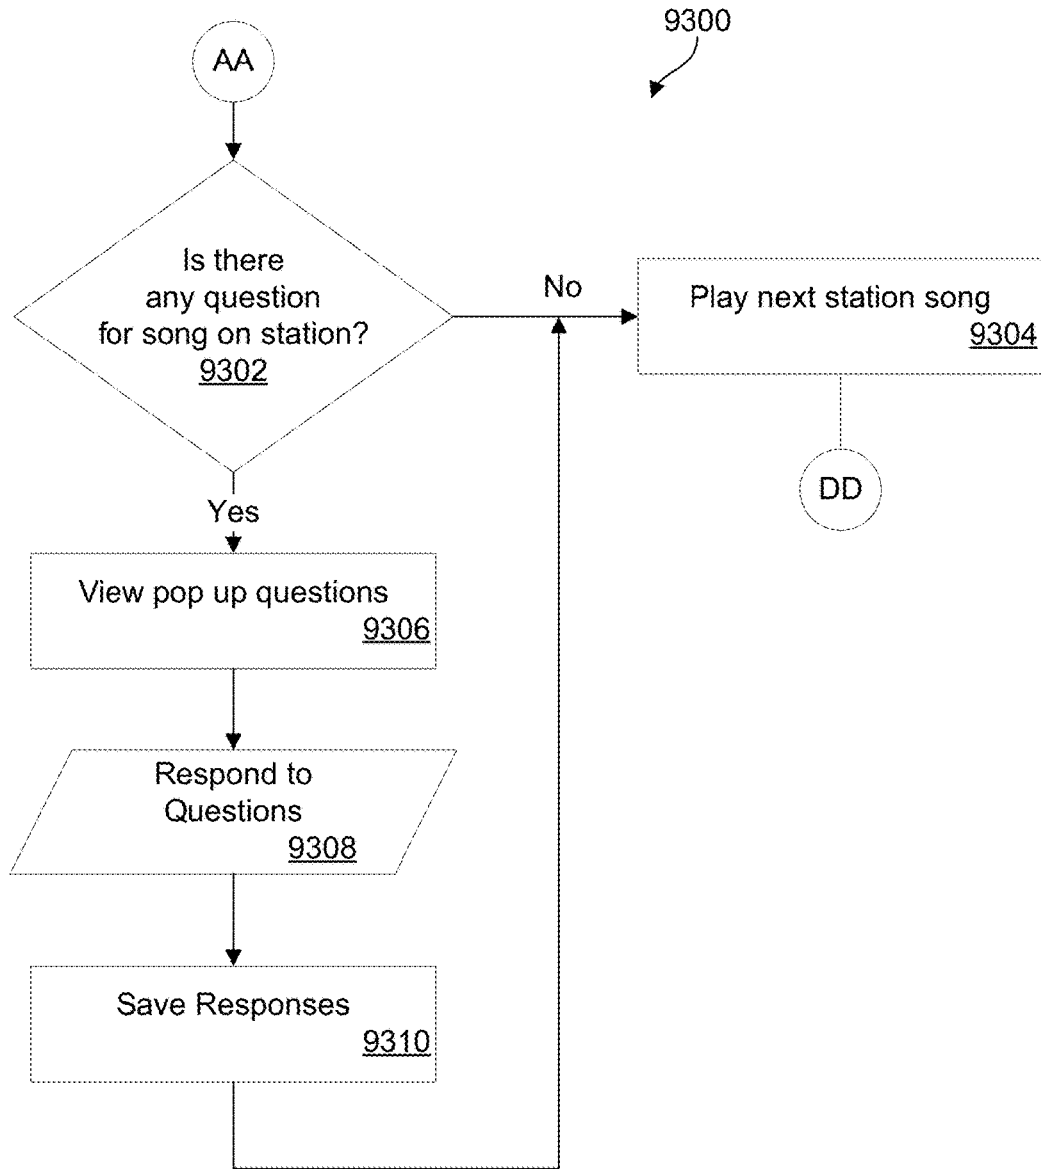 9300
AA
Is there
any question
for song on station?
9302
No
Play next station song
9304
DD
Yes
View pop up questions
9306
Respond to
Questions
9308
Save Responses
9310